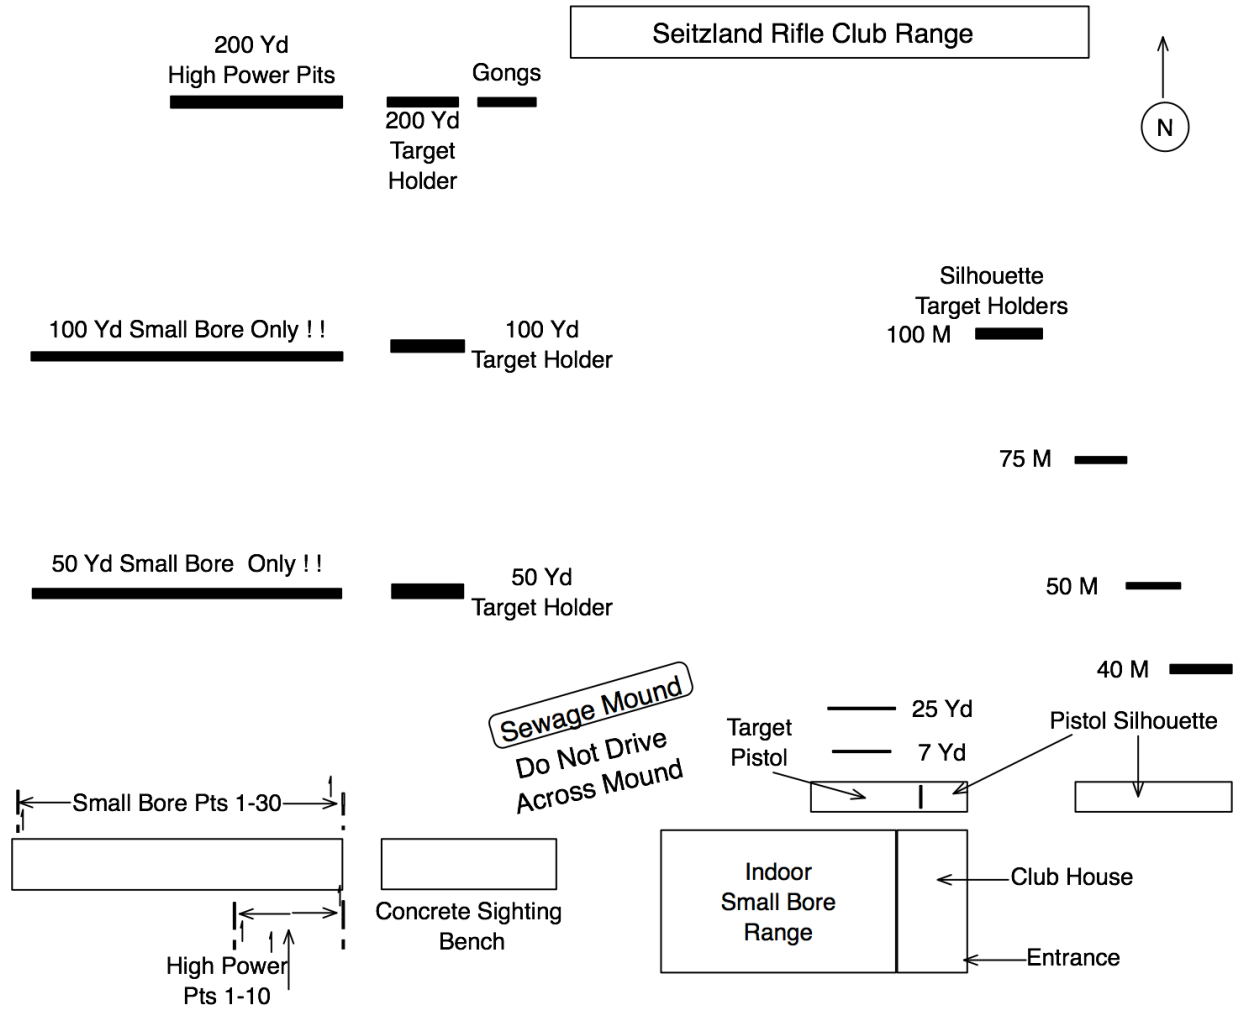 Seitzland Rifle Club Range
200 Yd
High Power Pits
Gongs
200 Yd
Target
Holder
N
Silhouette
Target Holders
100 M
100 Yd Small Bore Only ! !
100 Yd
Target Holder
75 M
50 Yd Small Bore  Only ! !
50 Yd
Target Holder
50 M
40 M
Sewage Mound
Do Not Drive
Across Mound
25 Yd
7 Yd
Target
Pistol
Pistol Silhouette
Small Bore Pts 1-30
Concrete Sighting
Bench
Indoor
Small Bore
Range
Club House
Entrance
High Power
Pts 1-10